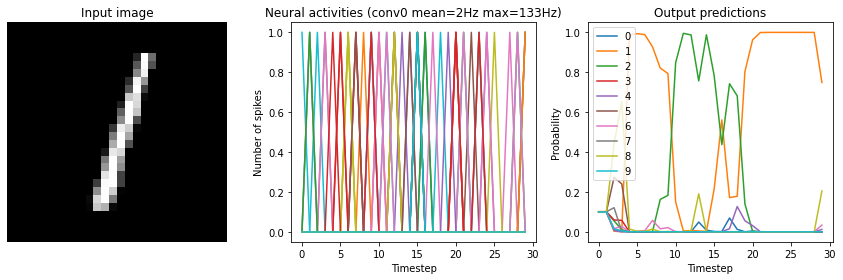 Input image
Neural activities (conv0 mean=2Hz max=133Hz)
Output predictions
Number of spikes
1.0
0.8
0.6
0.4
0.2
0.0
0 5 10 15 20 25 30
Timestep
Probability
1.0
0.8
0.6
0.4
0.2
0.0
0
1
2
3
4
5
6
7
8
9
0 5 10 15 20 25 30
Timestep